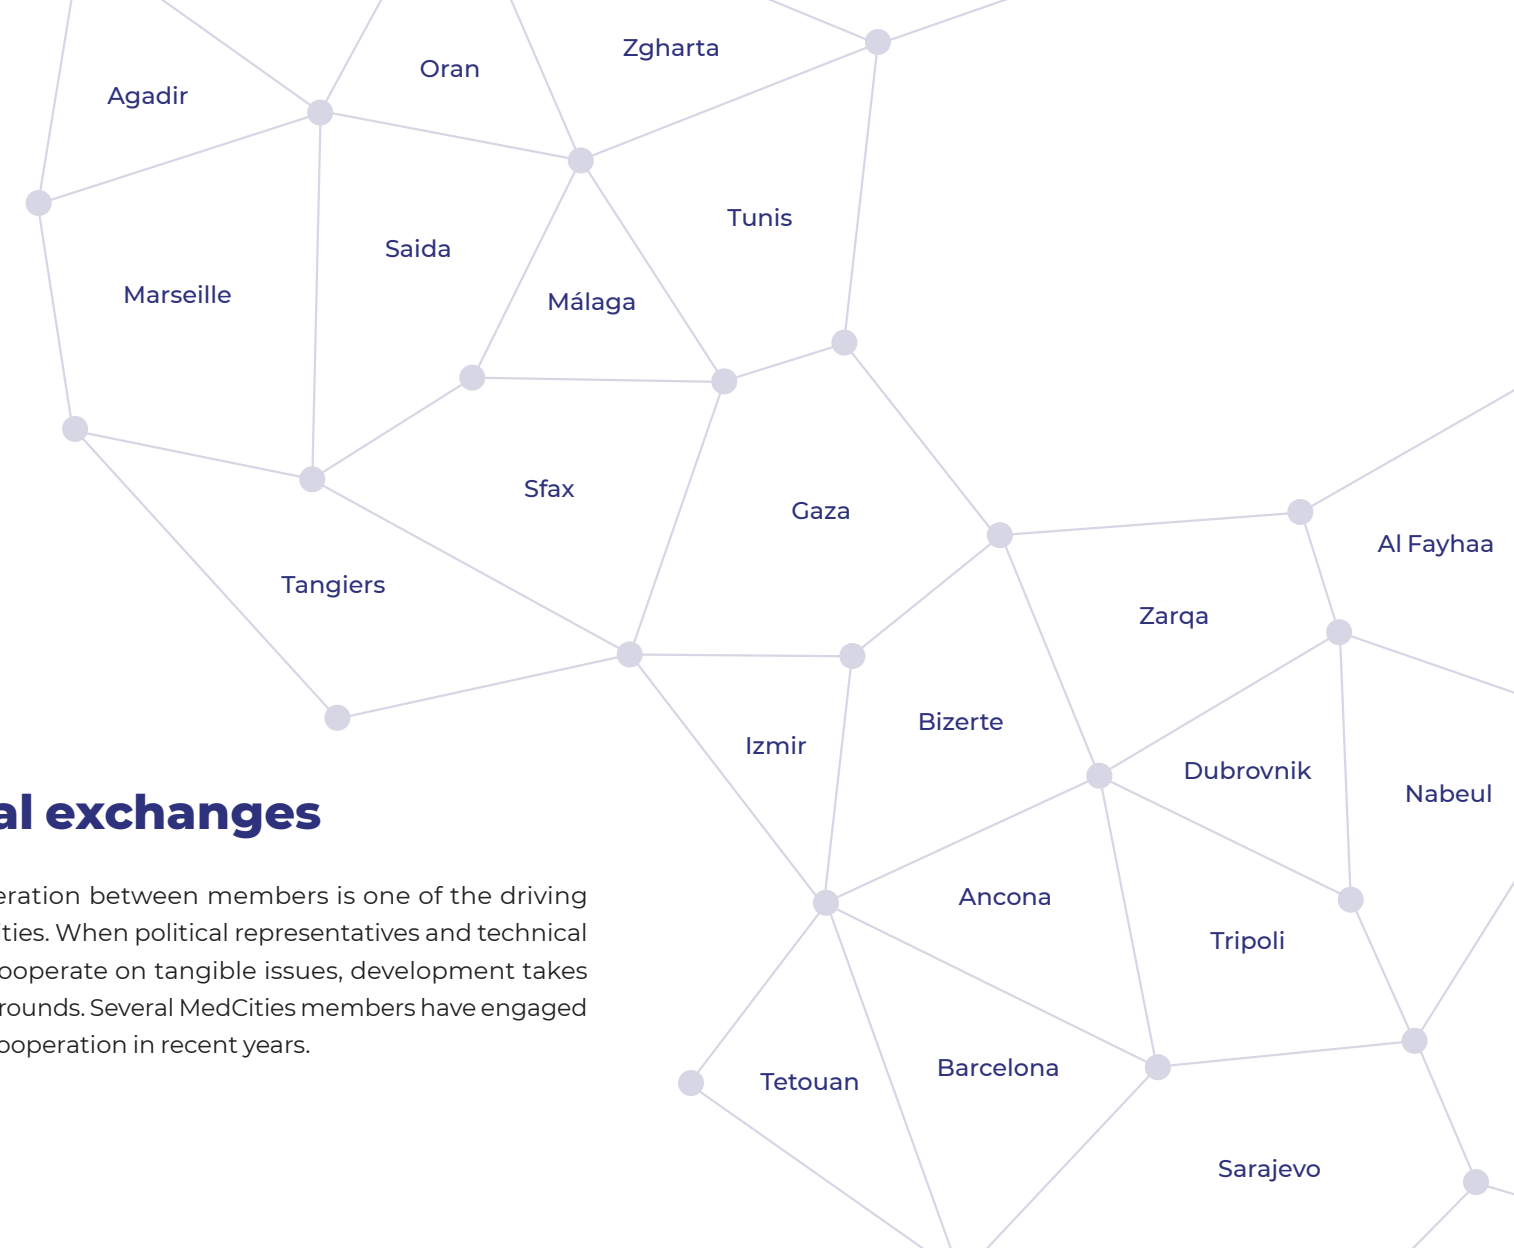 Zgharta
Oran
Agadir
Tunis
Saida
Marseille
Málaga
Sfax
Gaza
Al Fayhaa
Tangiers
Zarqa
Bizerte
Izmir
Dubrovnik
Nabeul
al exchanges
eration between members is one of the driving
ities. When political representatives and technical
ooperate on tangible issues, development takes
rounds. Several MedCities members have engaged
ooperation in recent years.
Ancona
Tripoli
Barcelona
Tetouan
Sarajevo